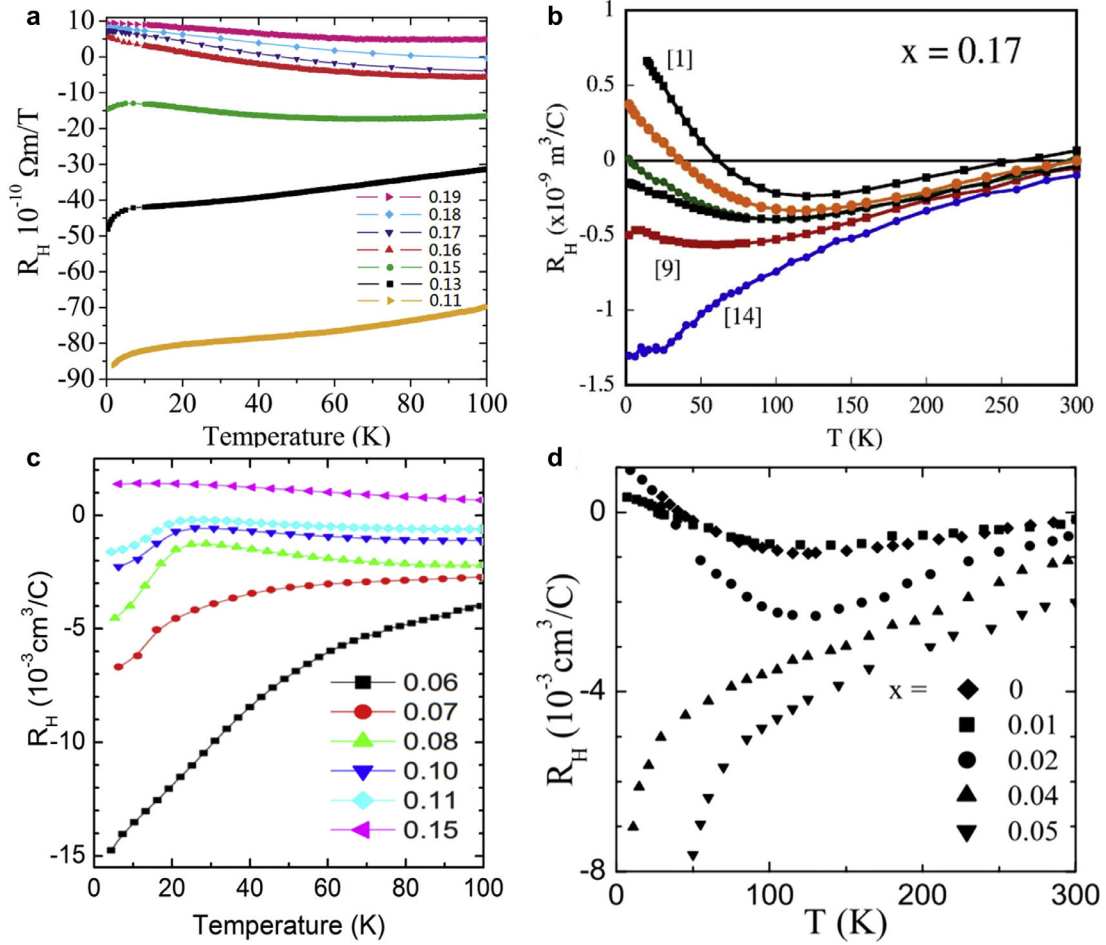 a
R_H 10^-10 Ωm/T
10
0
-10
-20
-30
-40
-50
-60
-70
-80
-90
0.19
0.18
0.17
0.16
0.15
0.13
0.11
0 20 40 60 80 100
Temperature (K)
b
x = 0.17
R_H (x10^-9 m^3/C)
1
0.5
0
-0.5
-1
-1.5
[1]
[9]
[14]
0 50 100 150 200 250 300
T (K)
c
R_H (10^-3 cm^3/C)
0
-5
-10
-15
0.06
0.07
0.08
0.10
0.11
0.15
0 20 40 60 80 100
Temperature (K)
d
R_H (10^-3 cm^3/C)
0
-4
-8
x = 0
0.01
0.02
0.04
0.05
0 100 200 300
T (K)